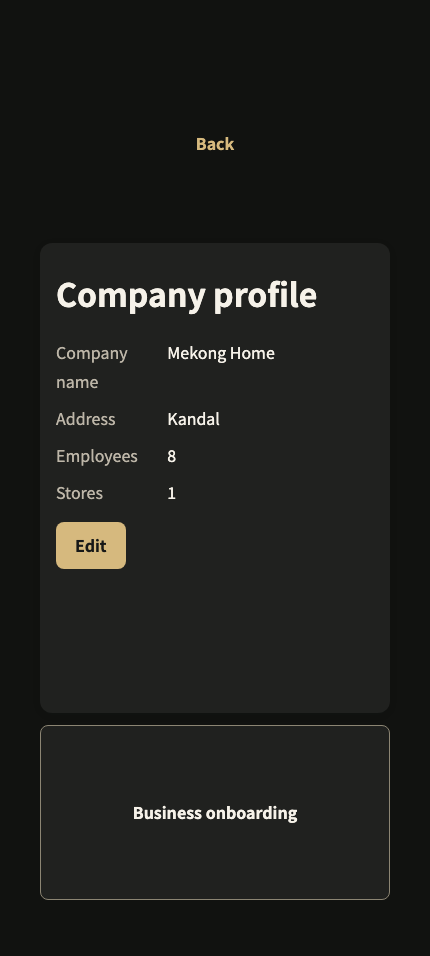 Back
Company profile
Company name
Mekong Home
Address
Kandal
Employees
8
Stores
1
Edit
Business onboarding